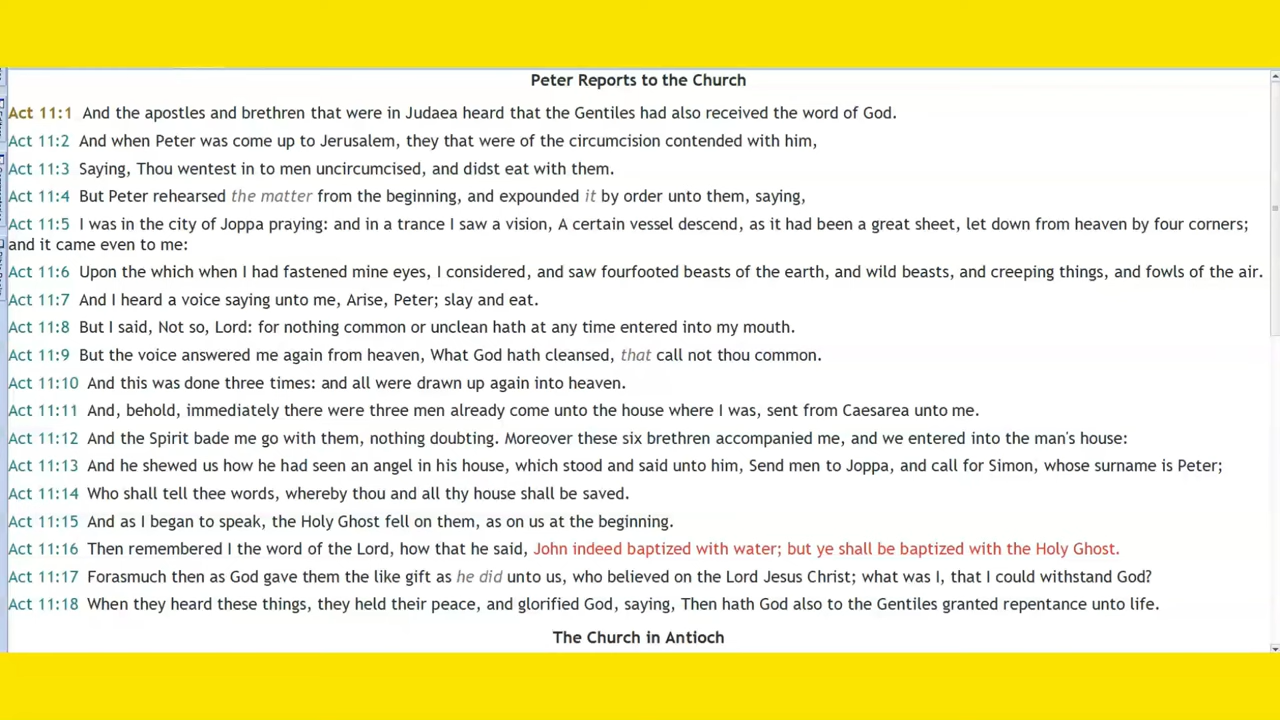 Peter Reports to the Church
Act 11:1 And the apostles and brethren that were in Judaea heard that the Gentiles had also received the word of God.
Act 11:2 And when Peter was come up to Jerusalem, they that were of the circumcision contended with him,
Act 11:3 Saying, Thou wentest in to men uncircumcised, and didst eat with them.
Act 11:4 But Peter rehearsed the matter from the beginning, and expounded it by order unto them, saying,
Act 11:5 I was in the city of Joppa praying: and in a trance I saw a vision, A certain vessel descend, as it had been a great sheet, let down from heaven by four corners;
and it came even to me:
Act 11:6 Upon the which when I had fastened mine eyes, I considered, and saw fourfooted beasts of the earth, and wild beasts, and creeping things, and fowls of the air.
Act 11:7 And I heard a voice saying unto me, Arise, Peter; slay and eat.
Act 11:8 But I said, Not so, Lord: for nothing common or unclean hath at any time entered into my mouth.
Act 11:9 But the voice answered me again from heaven, What God hath cleansed, that call not thou common.
Act 11:10 And this was done three times: and all were drawn up again into heaven.
Act 11:11 And, behold, immediately there were three men already come unto the house where I was, sent from Caesarea unto me.
Act 11:12 And the Spirit bade me go with them, nothing doubting. Moreover these six brethren accompanied me, and we entered into the man's house:
Act 11:13 And he shewed us how he had seen an angel in his house, which stood and said unto him, Send men to Joppa, and call for Simon, whose surname is Peter;
Act 11:14 Who shall tell thee words, whereby thou and all thy house shall be saved.
Act 11:15 And as I began to speak, the Holy Ghost fell on them, as on us at the beginning.
Act 11:16 Then remembered I the word of the Lord, how that he said, John indeed baptized with water; but ye shall be baptized with the Holy Ghost.
Act 11:17 Forasmuch then as God gave them the like gift as he did unto us, who believed on the Lord Jesus Christ; what was I, that I could withstand God?
Act 11:18 When they heard these things, they held their peace, and glorified God, saying, Then hath God also to the Gentiles granted repentance unto life.
The Church in Antioch